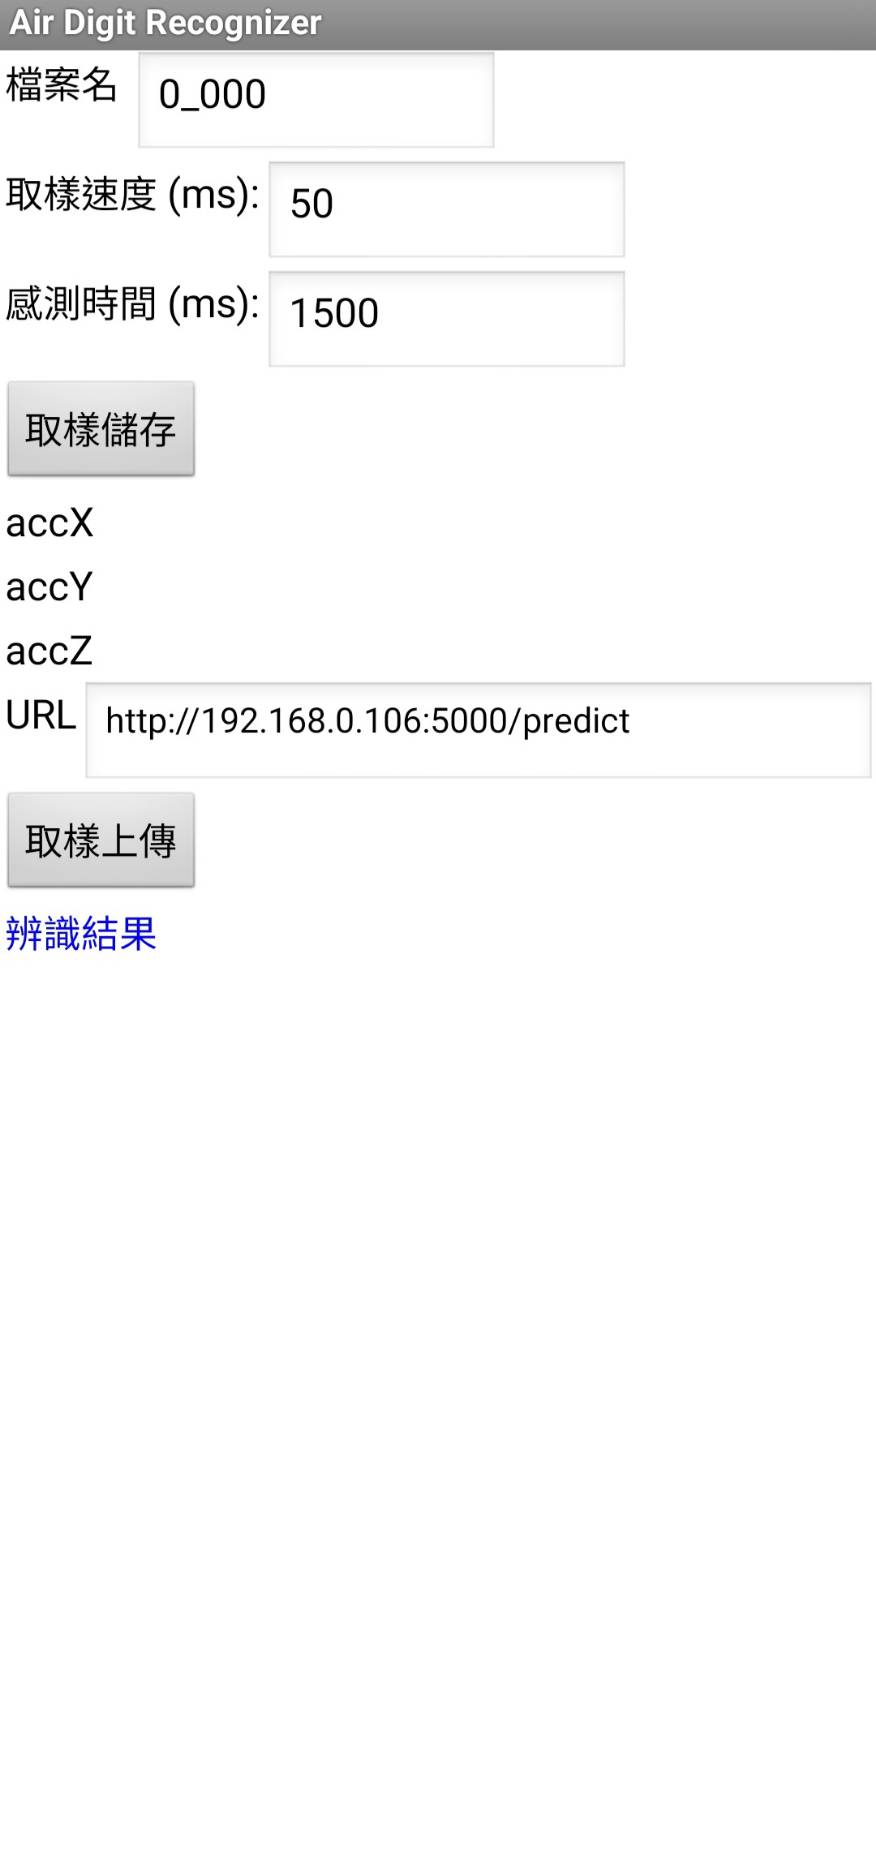 Air Digit Recognizer
檔案名 0_000
取樣速度 (ms): 50
感測時間 (ms): 1500
取樣儲存
accX
accY
accZ
URL http://192.168.0.106:5000/predict
取樣上傳
辨識結果